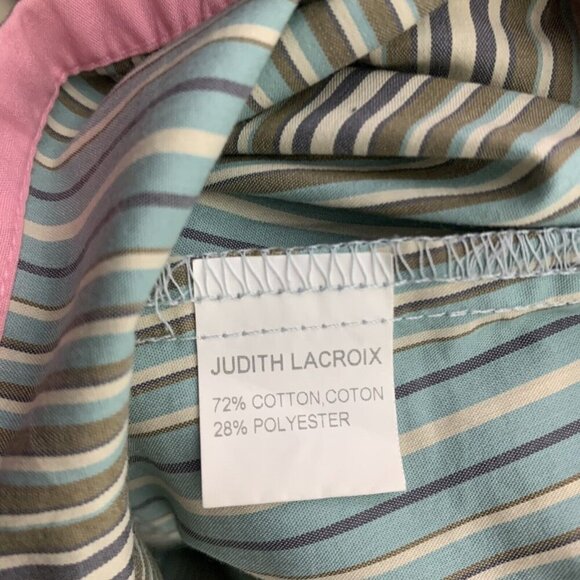 JUDITH LACROIX
72% COTTON,COTON
28% POLYESTER